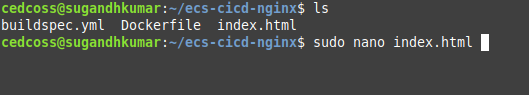 cedcoss@sugandhkumar:~/ecs-cicd-nginx$ ls
buildspec.yml  Dockerfile  index.html
cedcoss@sugandhkumar:~/ecs-cicd-nginx$ sudo nano index.html